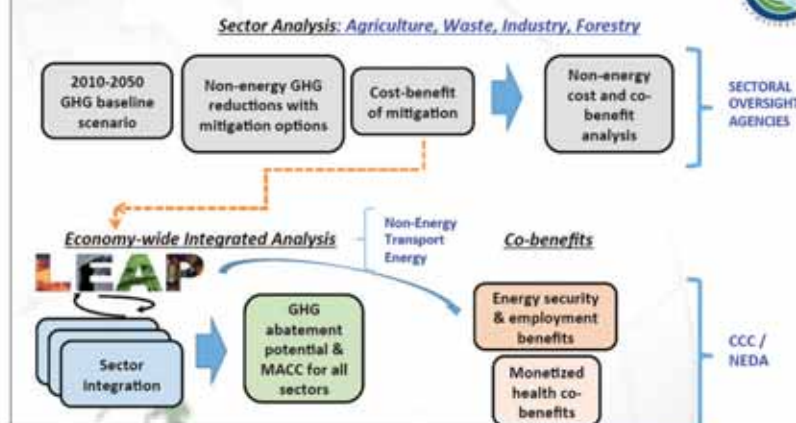 Sector Analysis: Agriculture, Waste, Industry, Forestry
2010-2050
GHG baseline
scenario
Non-energy GHG
reductions with
mitigation options
Cost-benefit
of mitigation
Non-energy
cost and co-
benefit
analysis
SECTORAL
OVERSIGHT
AGENCIES
Economy-wide Integrated Analysis
LEAP
Non-Energy
Transport
Energy
Co-benefits
Sector
integration
GHG
abatement
potential &
MACC for all
sectors
Energy security
& employment
benefits
Monetized
health co-
benefits
CCC /
NEDA